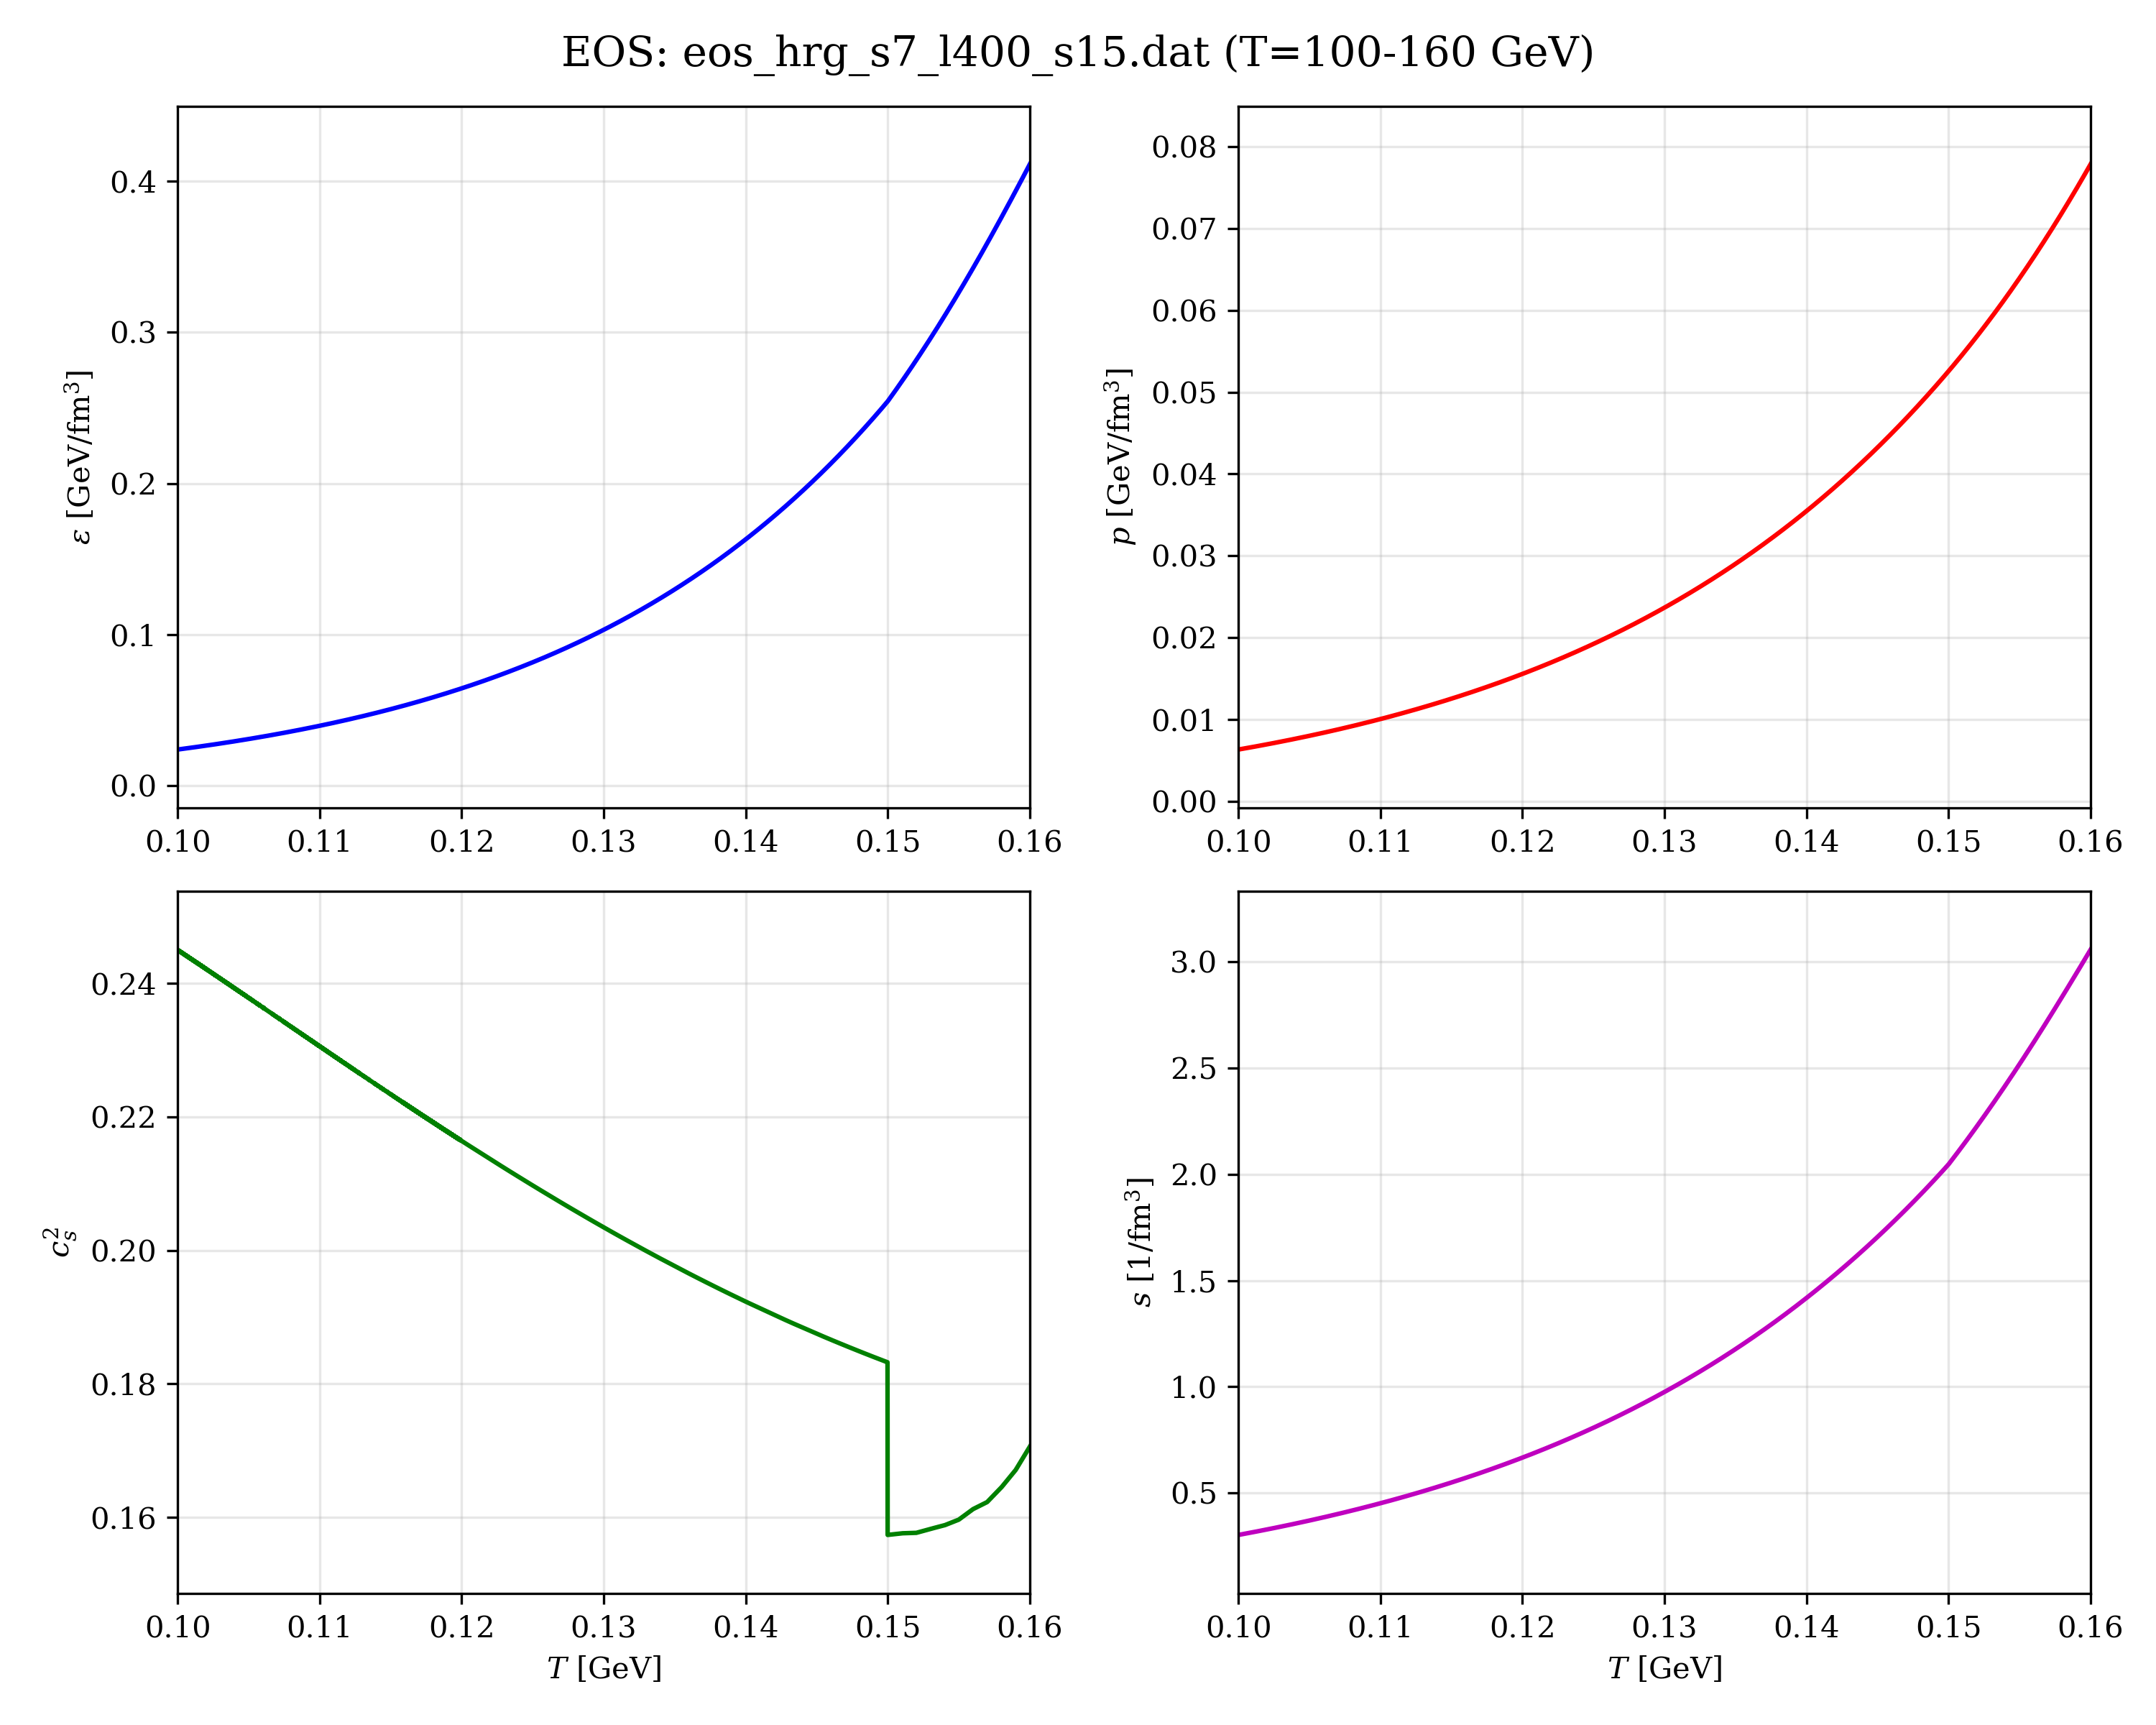 EOS: eos_hrg_s7_l400_s15.dat (T=100-160 GeV)
0.4
0.3
0.2
0.1
0.0
ε [GeV/fm³]
0.10 0.11 0.12 0.13 0.14 0.15 0.16
0.08
0.07
0.06
0.05
0.04
0.03
0.02
0.01
0.00
p [GeV/fm³]
0.10 0.11 0.12 0.13 0.14 0.15 0.16
0.24
0.22
0.20
0.18
0.16
c_s^2
0.10 0.11 0.12 0.13 0.14 0.15 0.16
T [GeV]
3.0
2.5
2.0
1.5
1.0
0.5
s [1/fm³]
0.10 0.11 0.12 0.13 0.14 0.15 0.16
T [GeV]